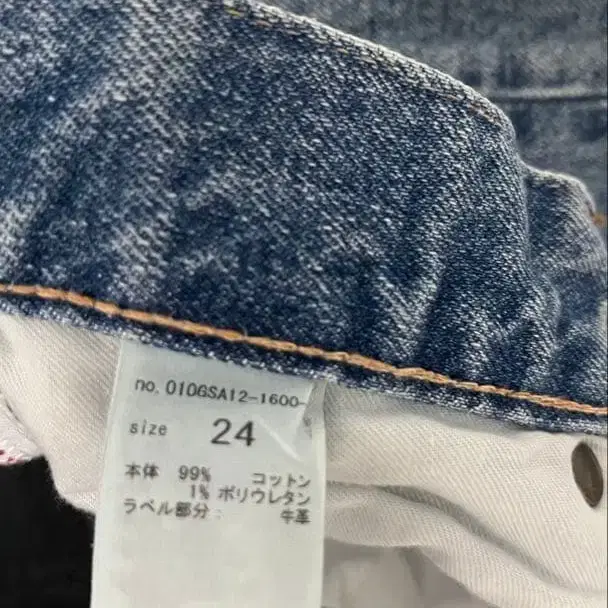 no. 010GSA12-1600-
size 24
本体 99% コットン
1% ポリウレタン
ラベル部分: 牛革